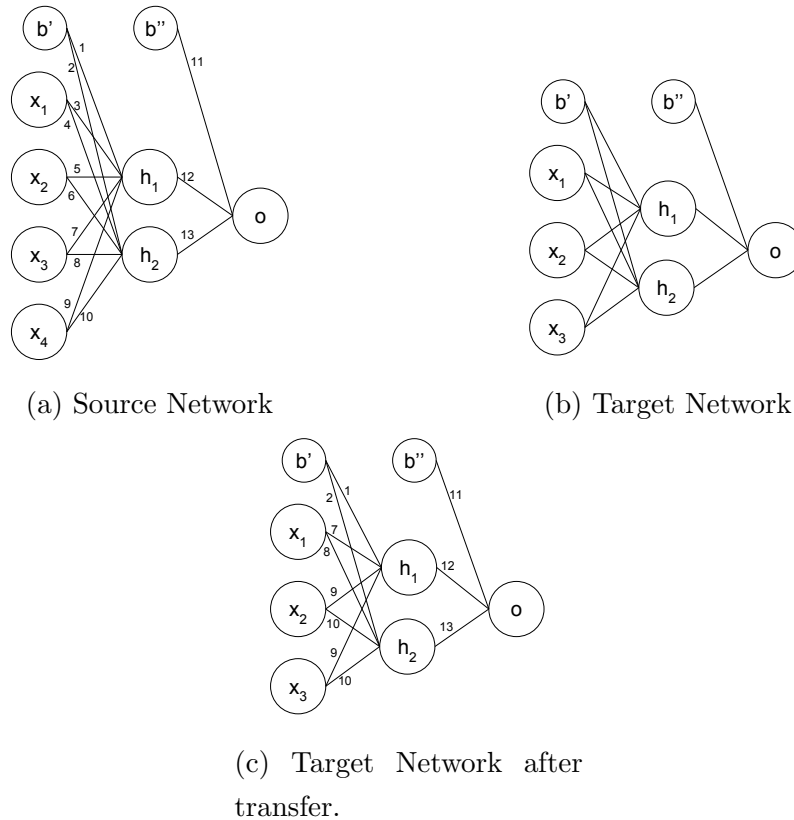 b' b''
1
2 11
x₁
3
4
x₂ 5 h₁ 12
6 o
x₃ 7 h₂ 13
8
9
x₄ 10
(a) Source Network
b' b''
x₁
h₁
x₂ o
h₂
x₃
(b) Target Network
b' b''
2 1 11
x₁ 7
8
h₁ 12
x₂ 9 o
10
h₂ 13
9
x₃ 10
(c) Target Network after
transfer.